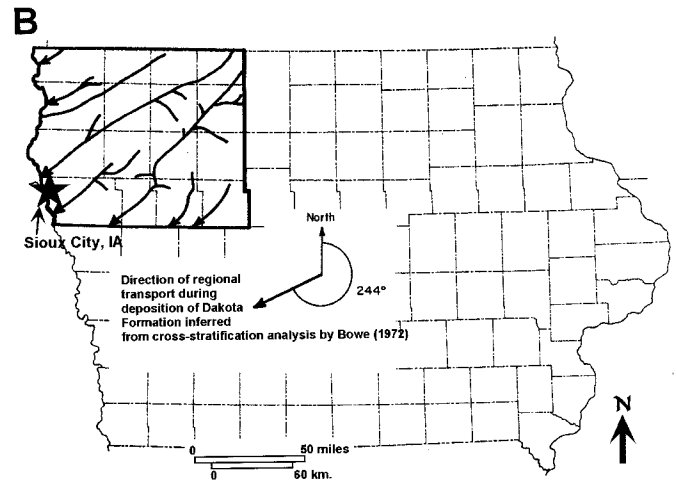 B
Sioux City, IA
North
244°
Direction of regional
transport during
deposition of Dakota
Formation inferred
from cross-stratification analysis by Bowe (1972)
N
0 50 miles
0 60 km.